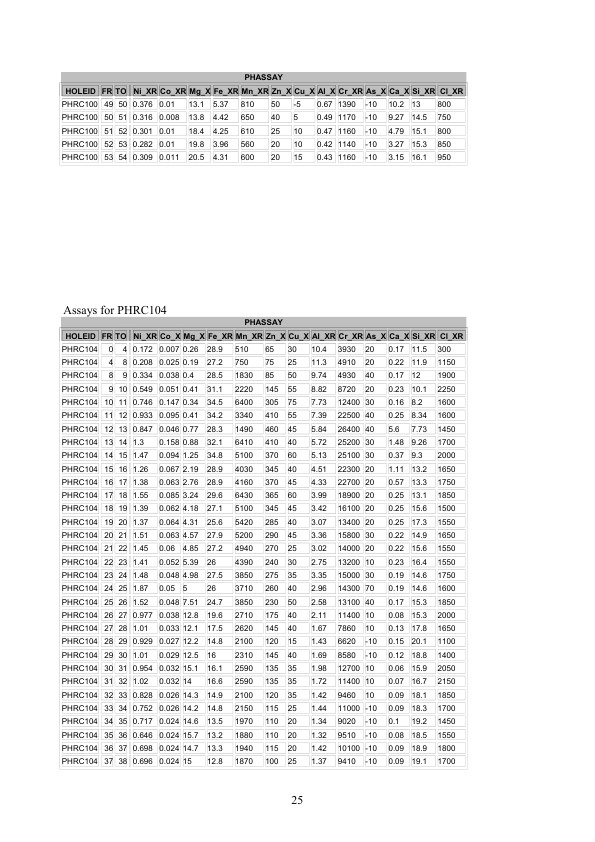 PHASSAY
HOLEID FR TO Ni_XR Co_XR Mg_X Fe_XR Mn_XR Zn_X Cu_X Al_X Cr_XR As_X Ca_X Si_XR Cl_XR
PHRC100 49 50 0.376 0.01 13.1 5.37 810 50 -5 0.67 1390 -10 10.2 13 800
PHRC100 50 51 0.316 0.008 13.8 4.42 650 40 5 0.49 1170 -10 9.27 14.5 750
PHRC100 51 52 0.301 0.01 18.4 4.25 610 25 10 0.47 1160 -10 4.79 15.1 800
PHRC100 52 53 0.282 0.01 19.8 3.96 560 20 10 0.42 1140 -10 3.27 15.3 850
PHRC100 53 54 0.309 0.011 20.5 4.31 600 20 15 0.43 1160 -10 3.15 16.1 950
Assays for PHRC104
PHASSAY
HOLEID FR TO Ni_XR Co_X Mg_X Fe_XR Mn_XR Zn_X Cu_X Al_XR Cr_XR As_X Ca_X Si_XR Cl_XR
PHRC104 0 4 0.172 0.007 0.26 28.9 510 65 30 10.4 3930 20 0.17 11.5 300
PHRC104 4 8 0.208 0.025 0.19 27.2 750 75 25 11.3 4910 20 0.22 11.9 1150
PHRC104 8 9 0.334 0.038 0.4 28.5 1830 85 50 9.74 4930 40 0.17 12 1900
PHRC104 9 10 0.549 0.051 0.41 31.1 2220 145 55 8.82 8720 20 0.23 10.1 2250
PHRC104 10 11 0.746 0.147 0.34 34.5 6400 305 75 7.73 12400 30 0.16 8.2 1600
PHRC104 11 12 0.933 0.095 0.41 34.2 3340 410 55 7.39 22500 40 0.25 8.34 1600
PHRC104 12 13 0.847 0.046 0.77 28.3 1490 460 45 5.84 26400 40 5.6 7.73 1450
PHRC104 13 14 1.3 0.158 0.88 32.1 6410 410 40 5.72 25200 30 1.48 9.26 1700
PHRC104 14 15 1.47 0.094 1.25 34.8 5100 370 60 5.13 25100 30 0.37 9.3 2000
PHRC104 15 16 1.26 0.067 2.19 28.9 4030 345 40 4.51 22300 20 1.11 13.2 1650
PHRC104 16 17 1.38 0.063 2.76 28.9 4160 370 45 4.33 22700 20 0.57 13.3 1750
PHRC104 17 18 1.55 0.085 3.24 29.6 6430 365 60 3.99 18900 20 0.25 13.1 1850
PHRC104 18 19 1.39 0.062 4.18 27.1 5100 345 45 3.42 16100 20 0.25 15.6 1500
PHRC104 19 20 1.37 0.064 4.31 25.6 5420 285 40 3.07 13400 20 0.25 17.3 1550
PHRC104 20 21 1.51 0.063 4.57 27.9 5200 290 45 3.36 15800 30 0.22 14.9 1650
PHRC104 21 22 1.45 0.06 4.85 27.2 4940 270 25 3.02 14000 20 0.22 15.6 1550
PHRC104 22 23 1.41 0.052 5.39 26 4390 240 30 2.75 13200 10 0.23 16.4 1550
PHRC104 23 24 1.48 0.048 4.98 27.5 3850 275 35 3.35 15000 30 0.19 14.6 1750
PHRC104 24 25 1.87 0.05 5 26 3710 260 40 2.96 14300 70 0.19 14.6 1600
PHRC104 25 26 1.52 0.048 7.51 24.7 3850 230 50 2.58 13100 40 0.17 15.3 1850
PHRC104 26 27 0.977 0.038 12.8 19.6 2710 175 40 2.11 11400 10 0.08 15.3 2000
PHRC104 27 28 1.01 0.033 12.1 17.5 2620 145 40 1.67 7860 10 0.13 17.8 1650
PHRC104 28 29 0.929 0.027 12.2 14.8 2100 120 15 1.43 6620 -10 0.15 20.1 1100
PHRC104 29 30 1.01 0.029 12.5 16 2310 145 40 1.69 8580 -10 0.12 18.8 1400
PHRC104 30 31 0.954 0.032 15.1 16.1 2590 135 35 1.98 12700 10 0.06 15.9 2050
PHRC104 31 32 1.02 0.032 14 16.6 2590 135 35 1.72 11400 10 0.07 16.7 2150
PHRC104 32 33 0.828 0.026 14.3 14.9 2100 120 35 1.42 9460 10 0.09 18.1 1850
PHRC104 33 34 0.752 0.026 14.2 14.8 2150 115 25 1.44 11000 -10 0.09 18.3 1700
PHRC104 34 35 0.717 0.024 14.6 13.5 1970 110 20 1.34 9020 -10 0.1 19.2 1450
PHRC104 35 36 0.646 0.024 15.7 13.2 1880 110 20 1.32 9510 -10 0.08 18.5 1550
PHRC104 36 37 0.698 0.024 14.7 13.3 1940 115 20 1.42 10100 -10 0.09 18.9 1800
PHRC104 37 38 0.696 0.024 15 12.8 1870 100 25 1.37 9410 -10 0.09 19.1 1700
25